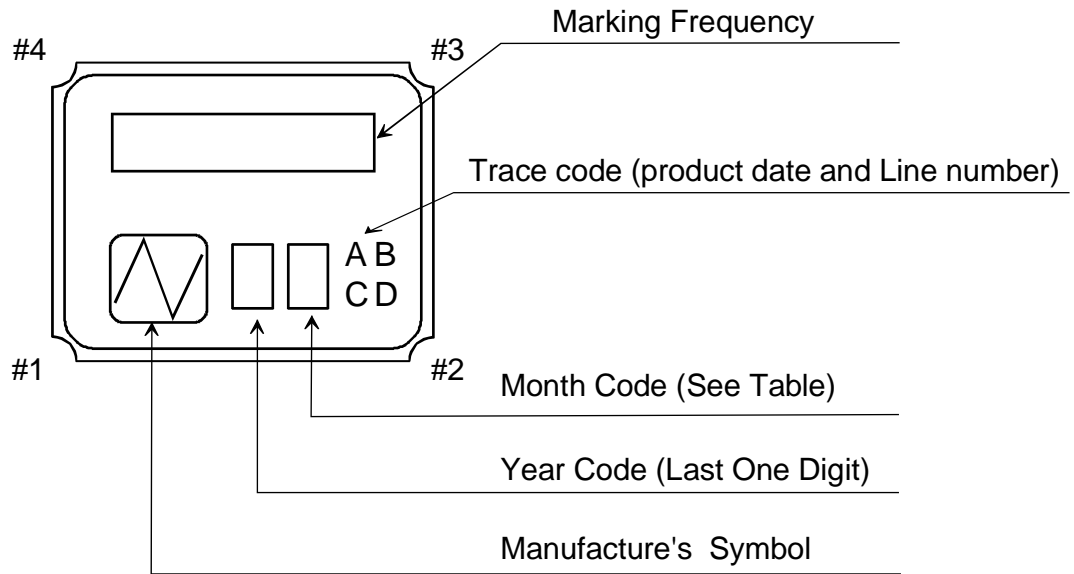 Marking Frequency
#4
#3
Trace code (product date and Line number)
A B
C D
#1
#2
Month Code (See Table)
Year Code (Last One Digit)
Manufacture's Symbol